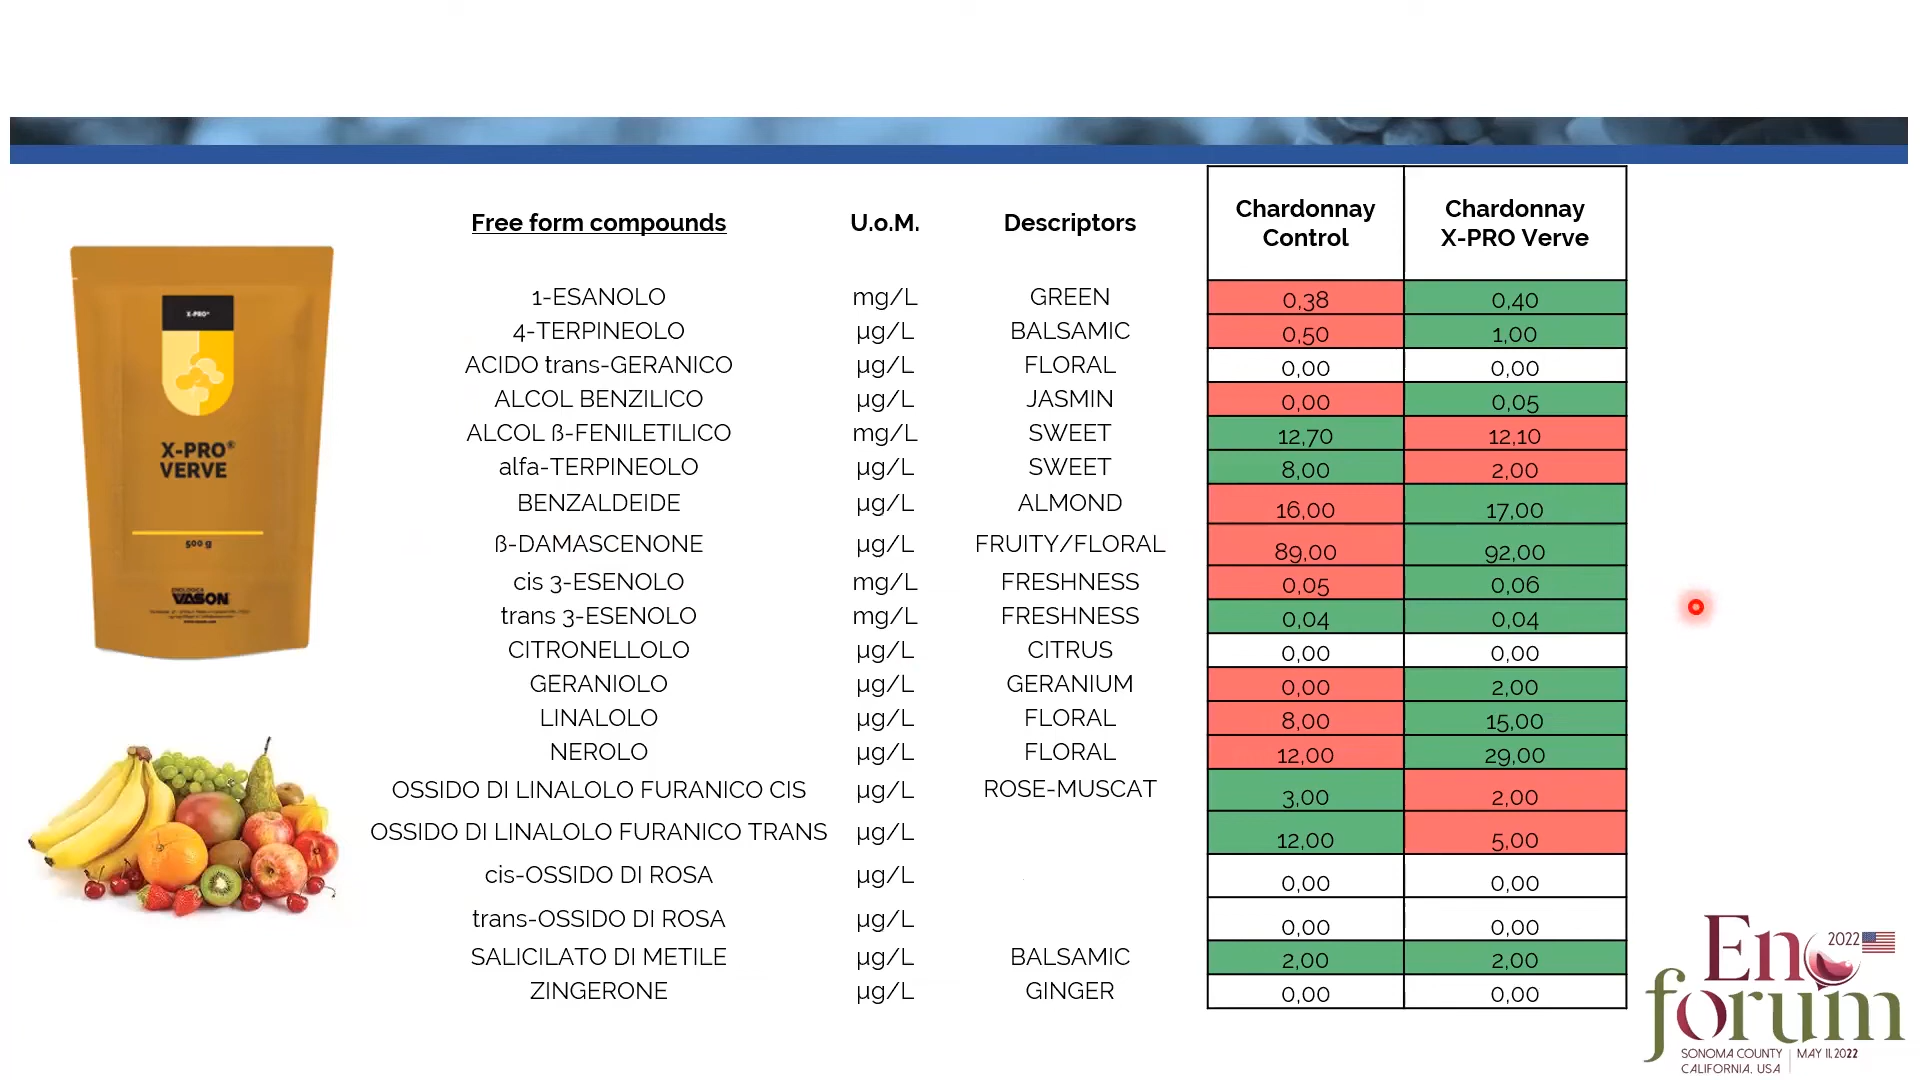 Free form compounds U.o.M. Descriptors Chardonnay Control Chardonnay X-PRO Verve
1-ESANOLO mg/L GREEN 0,38 0,40
4-TERPINEOLO µg/L BALSAMIC 0,50 1,00
ACIDO trans-GERANICO µg/L FLORAL 0,00 0,00
ALCOL BENZILICO µg/L JASMIN 0,00 0,05
ALCOL ß-FENILETILICO mg/L SWEET 12,70 12,10
alfa-TERPINEOLO µg/L SWEET 8,00 2,00
BENZALDEIDE µg/L ALMOND 16,00 17,00
ß-DAMASCENONE µg/L FRUITY/FLORAL 89,00 92,00
cis 3-ESENOLO mg/L FRESHNESS 0,05 0,06
trans 3-ESENOLO mg/L FRESHNESS 0,04 0,04
CITRONELLOLO µg/L CITRUS 0,00 0,00
GERANIOLO µg/L GERANIUM 0,00 2,00
LINALOLO µg/L FLORAL 8,00 15,00
NEROLO µg/L FLORAL 12,00 29,00
OSSIDO DI LINALOLO FURANICO CIS µg/L ROSE-MUSCAT 3,00 2,00
OSSIDO DI LINALOLO FURANICO TRANS µg/L 12,00 5,00
cis-OSSIDO DI ROSA µg/L 0,00 0,00
trans-OSSIDO DI ROSA µg/L 0,00 0,00
SALICILATO DI METILE µg/L BALSAMIC 2,00 2,00
ZINGERONE µg/L GINGER 0,00 0,00
X-PRO®
X-PRO®
VERVE
500 g
VASON
Eno 2022
forum
SONOMA COUNTY | MAY 11, 2022
CALIFORNIA, USA